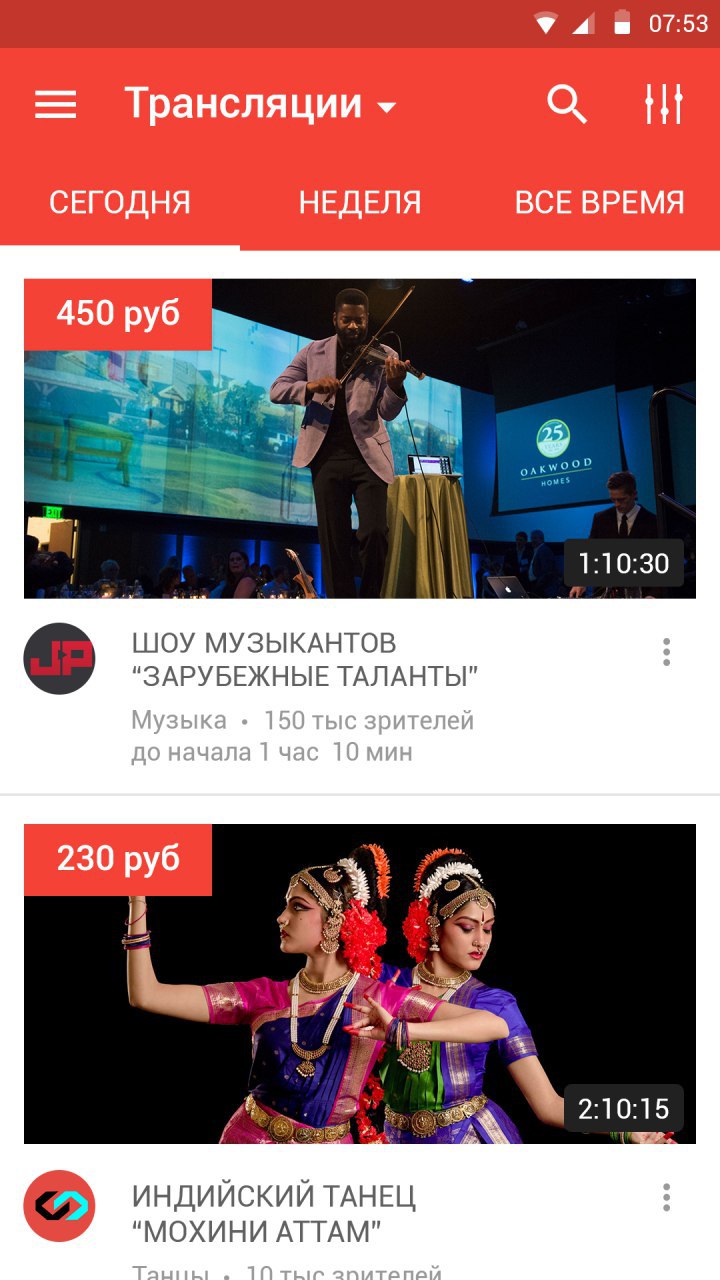 07:53
Трансляции
СЕГОДНЯ НЕДЕЛЯ ВСЕ ВРЕМЯ
450 руб
25
OAKWOOD
HOMES
EXIT
1:10:30
JP
ШОУ МУЗЫКАНТОВ
“ЗАРУБЕЖНЫЕ ТАЛАНТЫ”
Музыка • 150 тыс зрителей
до начала 1 час 10 мин
230 руб
2:10:15
ИНДИЙСКИЙ ТАНЕЦ
“МОХИНИ АТТАМ”
Танцы • 10 тыс зрителей